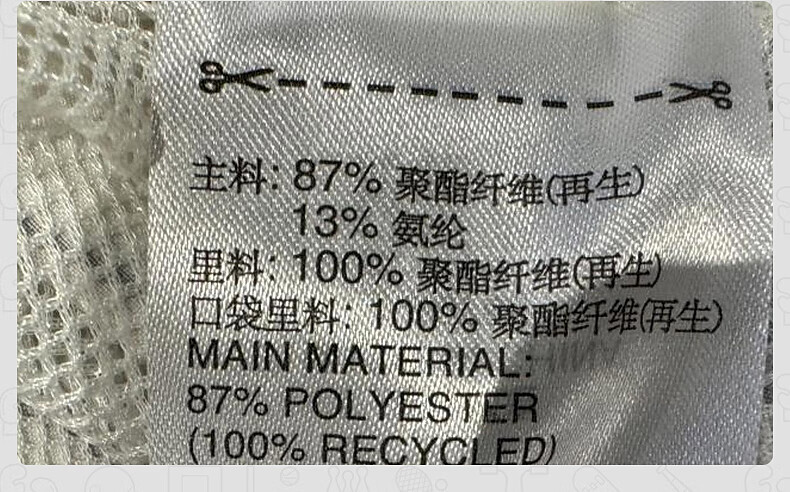 主料: 87% 聚酯纤维(再生)
13% 氨纶
里料: 100% 聚酯纤维(再生)
口袋里料: 100% 聚酯纤维(再生)
MAIN MATERIAL:
87% POLYESTER
(100% RECYCLED)